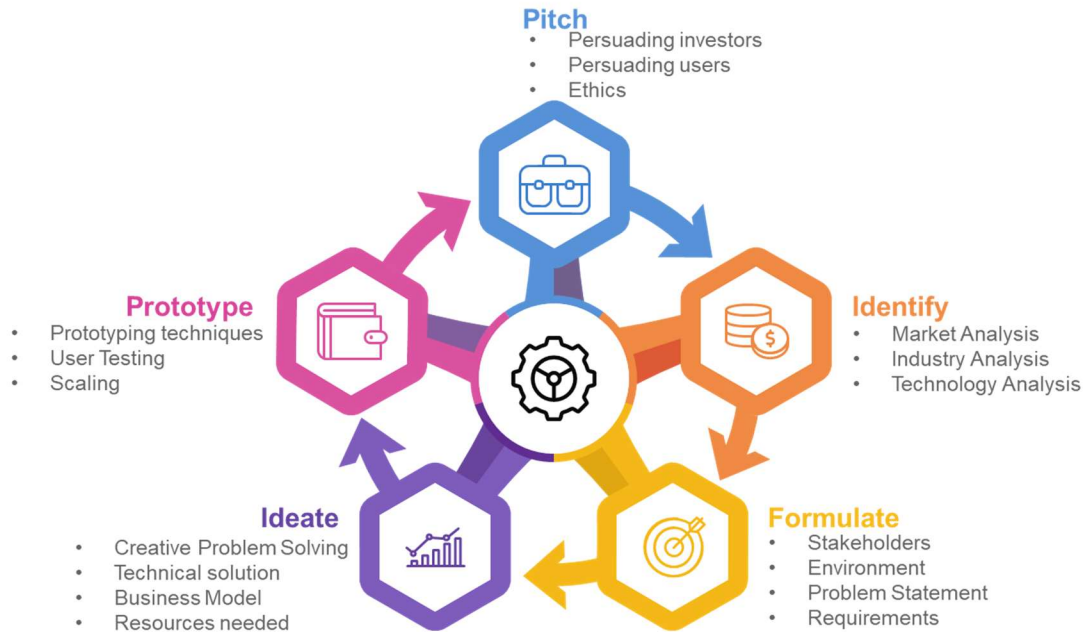 Pitch
• Persuading investors
• Persuading users
• Ethics
Identify
• Market Analysis
• Industry Analysis
• Technology Analysis
$
Formulate
• Stakeholders
• Environment
• Problem Statement
• Requirements
Ideate
• Creative Problem Solving
• Technical solution
• Business Model
• Resources needed
Prototype
• Prototyping techniques
• User Testing
• Scaling